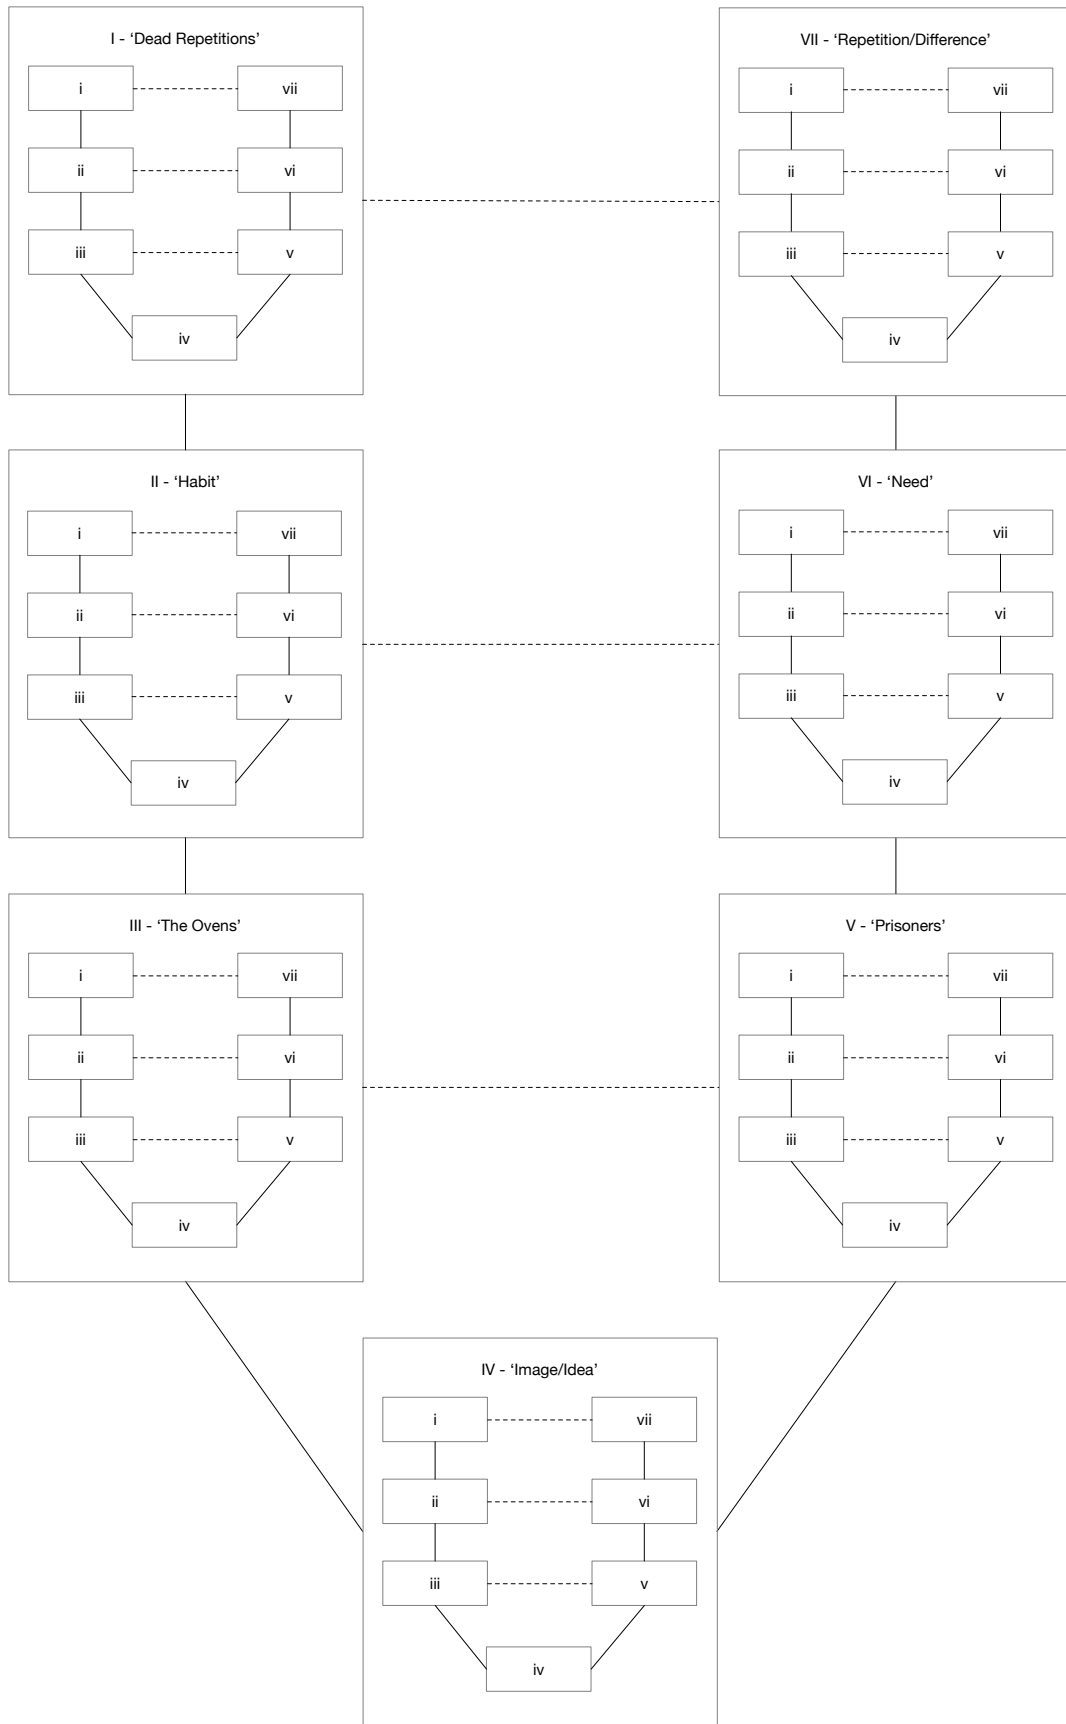 I - ‘Dead Repetitions’
i
vii
ii
vi
iii
v
iv
VII - ‘Repetition/Difference’
i
vii
ii
vi
iii
v
iv
II - ‘Habit’
i
vii
ii
vi
iii
v
iv
VI - ‘Need’
i
vii
ii
vi
iii
v
iv
III - ‘The Ovens’
i
vii
ii
vi
iii
v
iv
V - ‘Prisoners’
i
vii
ii
vi
iii
v
iv
IV - ‘Image/Idea’
i
vii
ii
vi
iii
v
iv